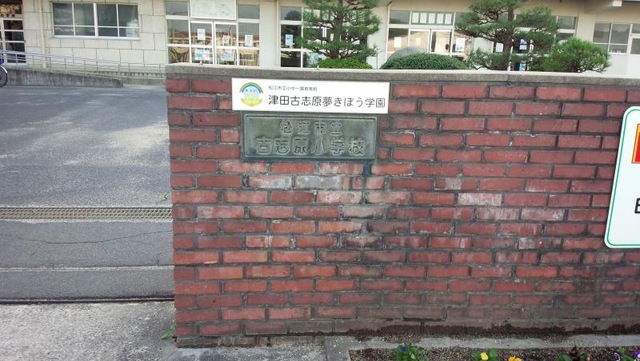 松江市小中一貫教育校
津田古志原夢きぼう学園
松江市立
古志原小学校